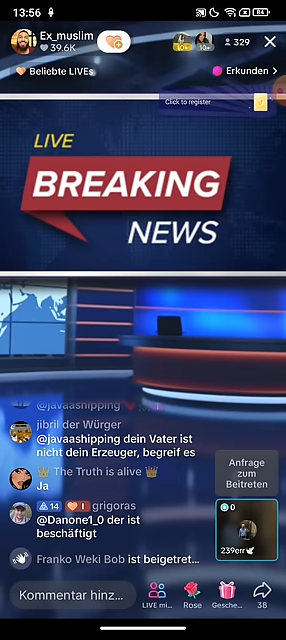 13:56
84
Ex_muslim
39.6K
10+
10+
329
Beliebte LIVEs
Erkunden >
Click to register
LIVE
BREAKING
NEWS
@javaashipping
jibril der Würger
@javaashipping dein Vater ist
nicht dein Erzeuger, begreif es
The Truth is alive
Ja
14 1 grigoras
@Danone1_0 der ist
beschäftigt
Franko Weki Bob ist beigetret...
Anfrage
zum
Beitreten
0
239err
Kommentar hinz...
LIVE mi...
Rose
Gesche...
38